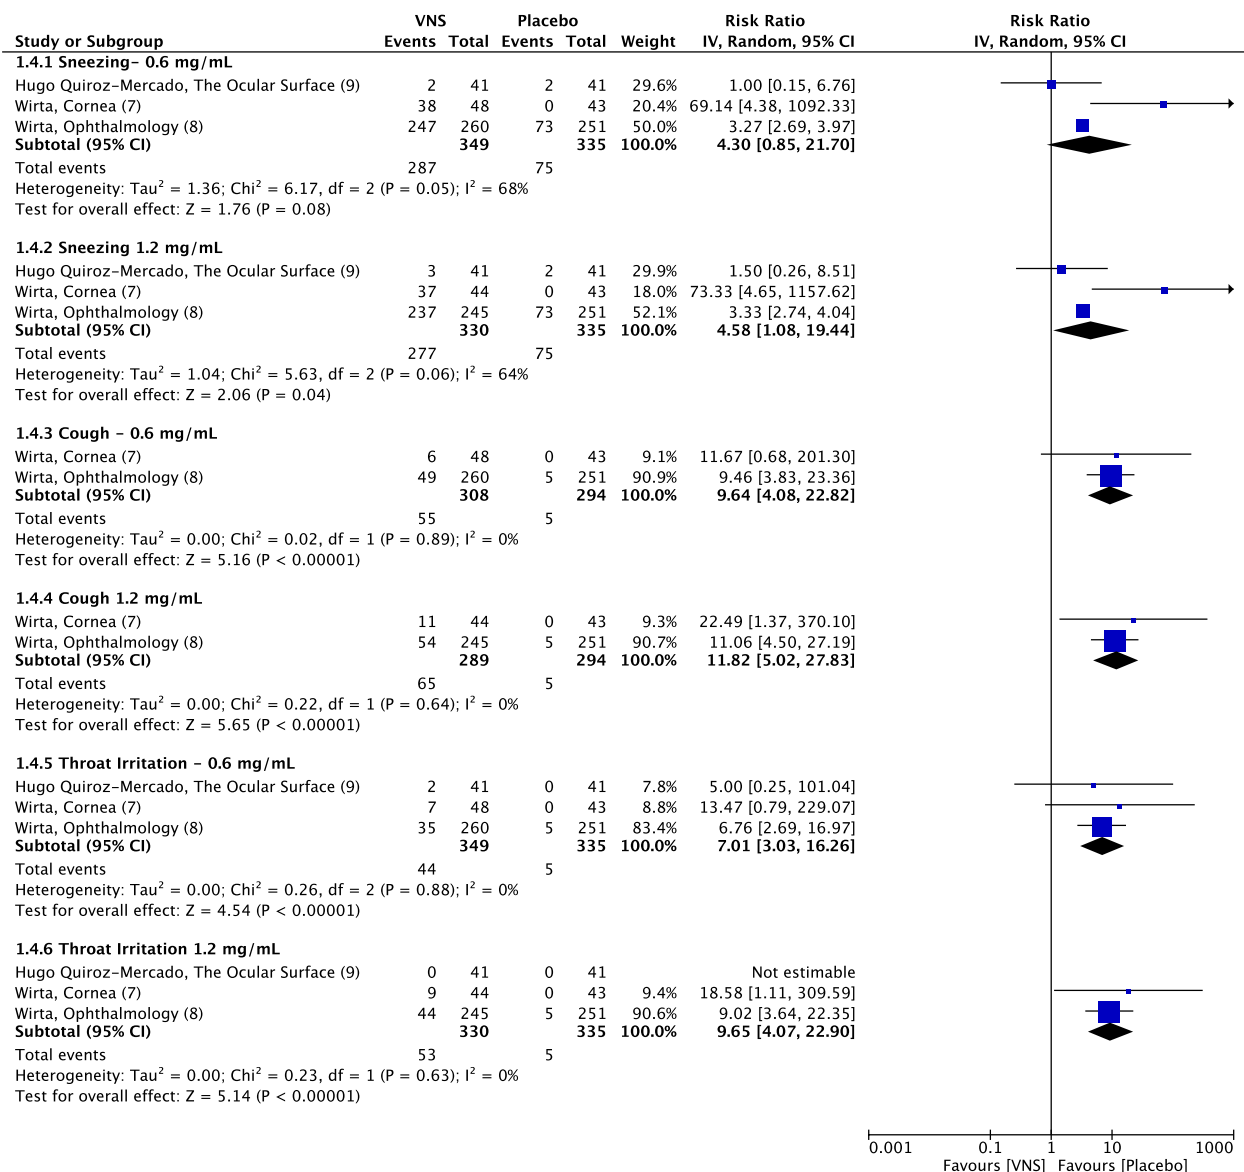 VNS Placebo Risk Ratio Risk Ratio
Study or Subgroup Events Total Events Total Weight IV, Random, 95% CI IV, Random, 95% CI
1.4.1 Sneezing– 0.6 mg/mL
Hugo Quiroz–Mercado, The Ocular Surface (9) 2 41 2 41 29.6% 1.00 [0.15, 6.76]
Wirta, Cornea (7) 38 48 0 43 20.4% 69.14 [4.38, 1092.33]
Wirta, Ophthalmology (8) 247 260 73 251 50.0% 3.27 [2.69, 3.97]
Subtotal (95% CI) 349 335 100.0% 4.30 [0.85, 21.70]
Total events 287 75
Heterogeneity: Tau² = 1.36; Chi² = 6.17, df = 2 (P = 0.05); I² = 68%
Test for overall effect: Z = 1.76 (P = 0.08)
1.4.2 Sneezing 1.2 mg/mL
Hugo Quiroz–Mercado, The Ocular Surface (9) 3 41 2 41 29.9% 1.50 [0.26, 8.51]
Wirta, Cornea (7) 37 44 0 43 18.0% 73.33 [4.65, 1157.62]
Wirta, Ophthalmology (8) 237 245 73 251 52.1% 3.33 [2.74, 4.04]
Subtotal (95% CI) 330 335 100.0% 4.58 [1.08, 19.44]
Total events 277 75
Heterogeneity: Tau² = 1.04; Chi² = 5.63, df = 2 (P = 0.06); I² = 64%
Test for overall effect: Z = 2.06 (P = 0.04)
1.4.3 Cough – 0.6 mg/mL
Wirta, Cornea (7) 6 48 0 43 9.1% 11.67 [0.68, 201.30]
Wirta, Ophthalmology (8) 49 260 5 251 90.9% 9.46 [3.83, 23.36]
Subtotal (95% CI) 308 294 100.0% 9.64 [4.08, 22.82]
Total events 55 5
Heterogeneity: Tau² = 0.00; Chi² = 0.02, df = 1 (P = 0.89); I² = 0%
Test for overall effect: Z = 5.16 (P < 0.00001)
1.4.4 Cough 1.2 mg/mL
Wirta, Cornea (7) 11 44 0 43 9.3% 22.49 [1.37, 370.10]
Wirta, Ophthalmology (8) 54 245 5 251 90.7% 11.06 [4.50, 27.19]
Subtotal (95% CI) 289 294 100.0% 11.82 [5.02, 27.83]
Total events 65 5
Heterogeneity: Tau² = 0.00; Chi² = 0.22, df = 1 (P = 0.64); I² = 0%
Test for overall effect: Z = 5.65 (P < 0.00001)
1.4.5 Throat Irritation – 0.6 mg/mL
Hugo Quiroz–Mercado, The Ocular Surface (9) 2 41 0 41 7.8% 5.00 [0.25, 101.04]
Wirta, Cornea (7) 7 48 0 43 8.8% 13.47 [0.79, 229.07]
Wirta, Ophthalmology (8) 35 260 5 251 83.4% 6.76 [2.69, 16.97]
Subtotal (95% CI) 349 335 100.0% 7.01 [3.03, 16.26]
Total events 44 5
Heterogeneity: Tau² = 0.00; Chi² = 0.26, df = 2 (P = 0.88); I² = 0%
Test for overall effect: Z = 4.54 (P < 0.00001)
1.4.6 Throat Irritation 1.2 mg/mL
Hugo Quiroz–Mercado, The Ocular Surface (9) 0 41 0 41 Not estimable
Wirta, Cornea (7) 9 44 0 43 9.4% 18.58 [1.11, 309.59]
Wirta, Ophthalmology (8) 44 245 5 251 90.6% 9.02 [3.64, 22.35]
Subtotal (95% CI) 330 335 100.0% 9.65 [4.07, 22.90]
Total events 53 5
Heterogeneity: Tau² = 0.00; Chi² = 0.23, df = 1 (P = 0.63); I² = 0%
Test for overall effect: Z = 5.14 (P < 0.00001)
0.001 0.1 1 10 1000
Favours [VNS] Favours [Placebo]